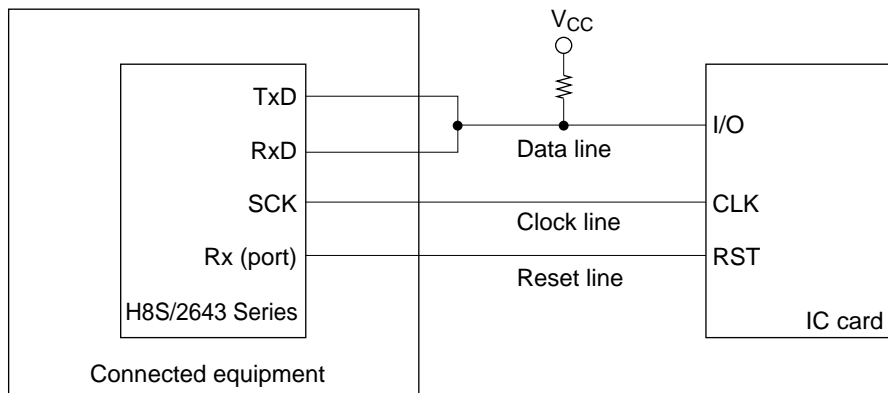 VCC
TxD
I/O
RxD
Data line
SCK
CLK
Clock line
Rx (port)
RST
Reset line
H8S/2643 Series
IC card
Connected equipment